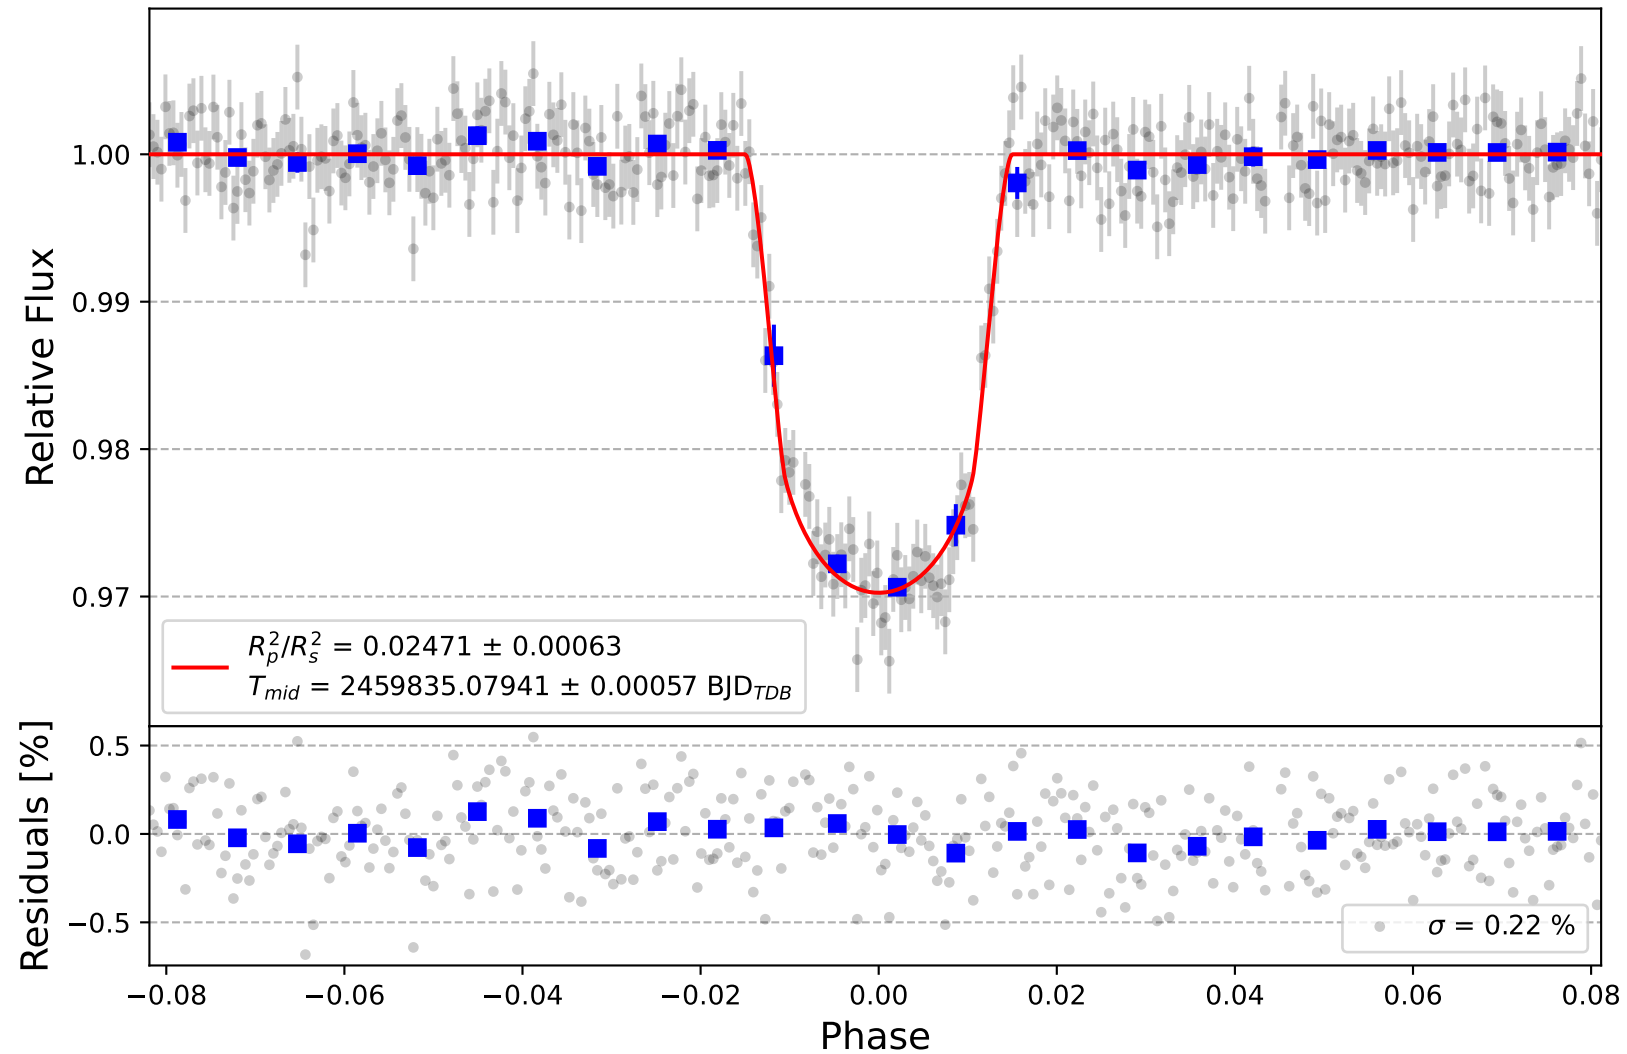 Relative Flux
1.00
0.99
0.98
0.97
R_p^2/R_s^2 = 0.02471 ± 0.00063
T_mid = 2459835.07941 ± 0.00057 BJD_TDB
Residuals [%]
0.5
0.0
−0.5
σ = 0.22 %
−0.08 −0.06 −0.04 −0.02 0.00 0.02 0.04 0.06 0.08
Phase